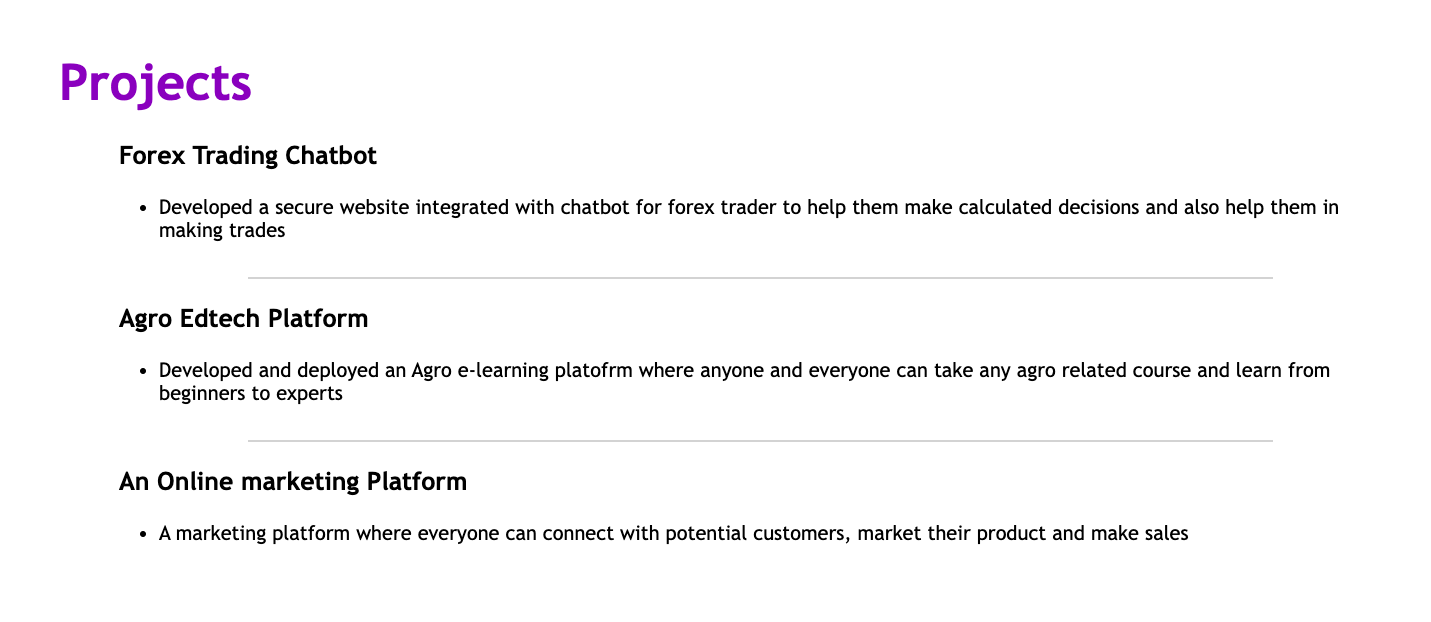 Projects
Forex Trading Chatbot
• Developed a secure website integrated with chatbot for forex trader to help them make calculated decisions and also help them in
making trades
Agro Edtech Platform
• Developed and deployed an Agro e-learning platofrm where anyone and everyone can take any agro related course and learn from
beginners to experts
An Online marketing Platform
• A marketing platform where everyone can connect with potential customers, market their product and make sales